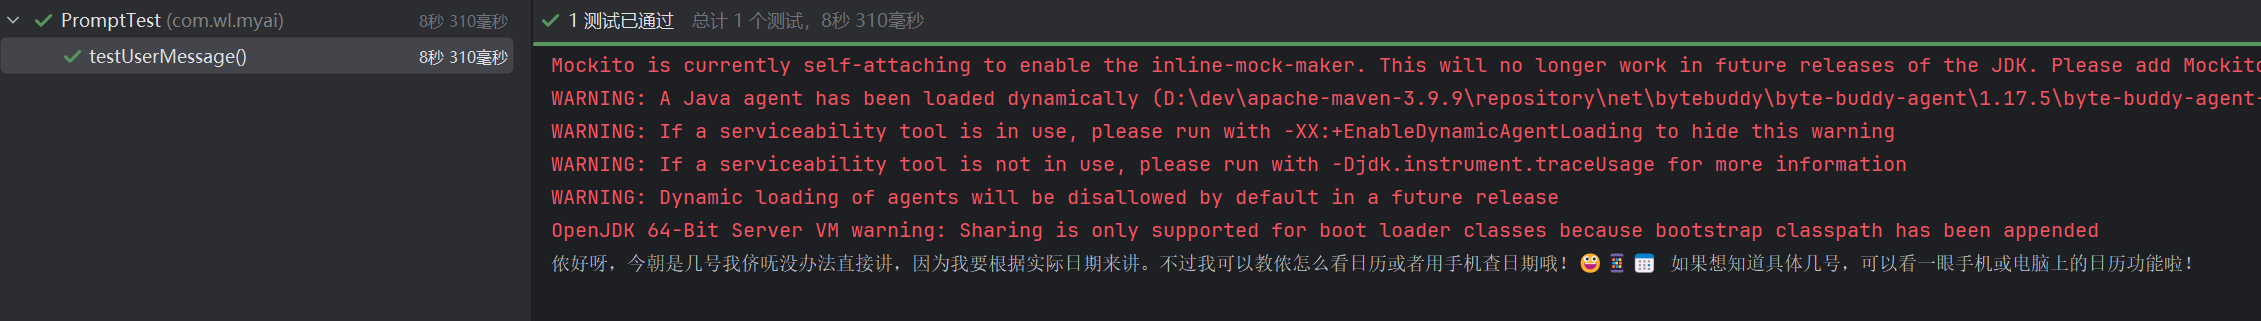 PromptTest (com.wl.myai) 8秒 310毫秒
testUserMessage() 8秒 310毫秒
1 测试已通过 总计 1 个测试，8秒 310毫秒
Mockito is currently self-attaching to enable the inline-mock-maker. This will no longer work in future releases of the JDK. Please add Mockito
WARNING: A Java agent has been loaded dynamically (D:\dev\apache-maven-3.9.9\repository\net\bytebuddy\byte-buddy-agent\1.17.5\byte-buddy-agent-
WARNING: If a serviceability tool is in use, please run with -XX:+EnableDynamicAgentLoading to hide this warning
WARNING: If a serviceability tool is not in use, please run with -Djdk.instrument.traceUsage for more information
WARNING: Dynamic loading of agents will be disallowed by default in a future release
OpenJDK 64-Bit Server VM warning: Sharing is only supported for boot loader classes because bootstrap classpath has been appended
侬好呀，今朝是几号我侪呒没办法直接讲，因为我要根据实际日期来讲。不过我可以教侬怎么看日历或者用手机查日期哦！😄📱📅 如果想知道具体几号，可以看一眼手机或电脑上的日历功能啦！